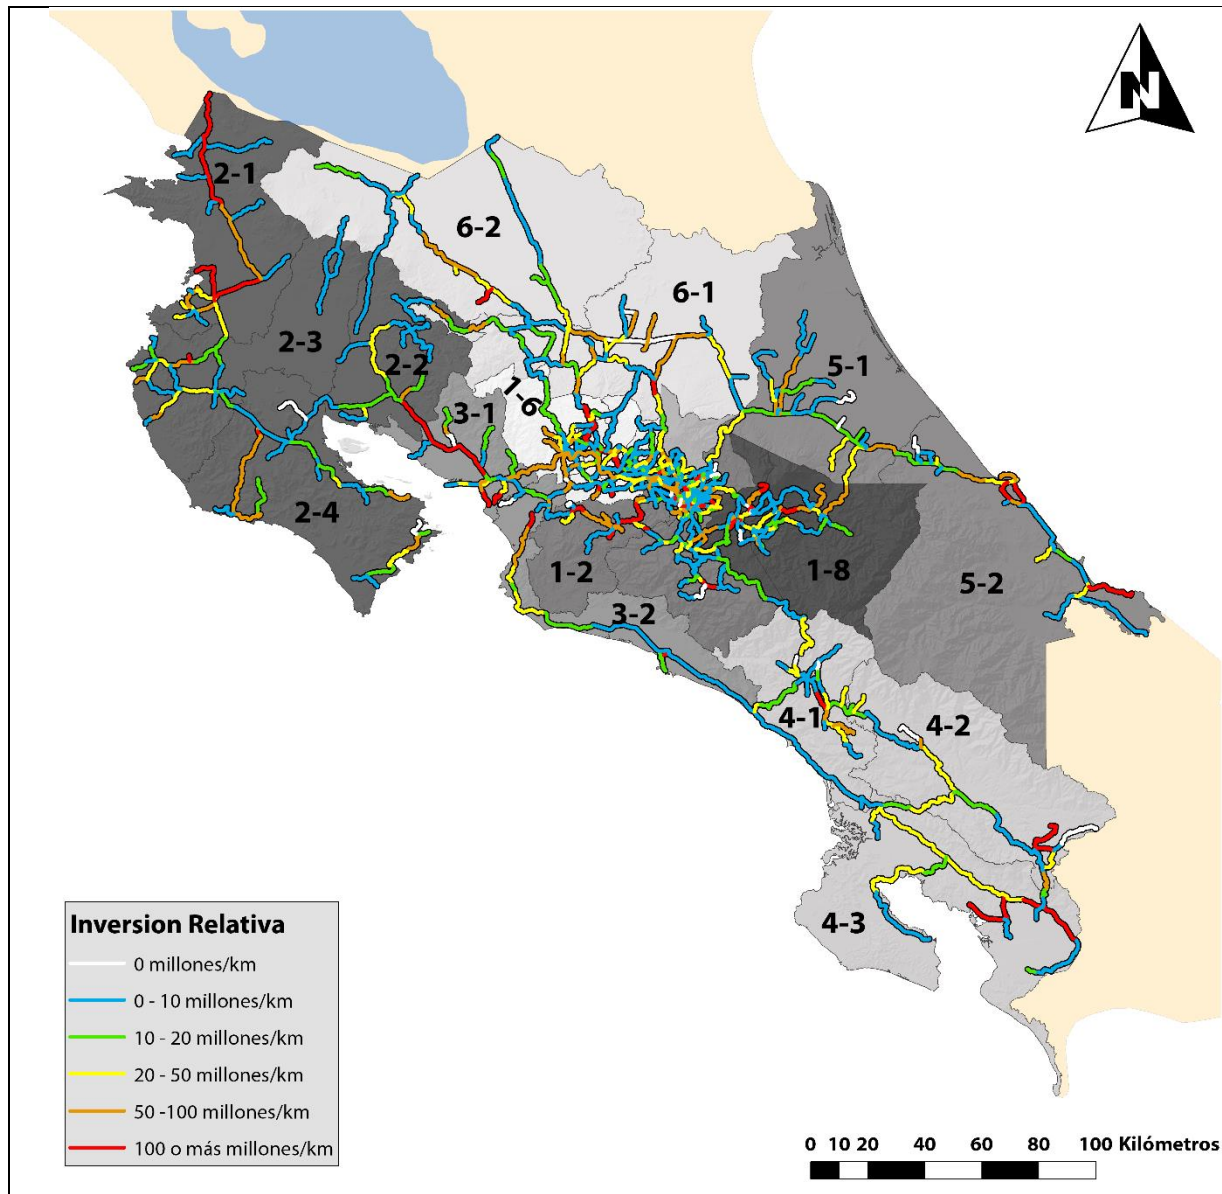 N
2-1
6-2
6-1
2-3
2-2
5-1
1-6
3-1
2-4
1-2
1-8
5-2
3-2
4-1
4-2
4-3
Inversion Relativa
0 millones/km
0 - 10 millones/km
10 - 20 millones/km
20 - 50 millones/km
50 -100 millones/km
100 o más millones/km
0 10 20 40 60 80 100 Kilómetros